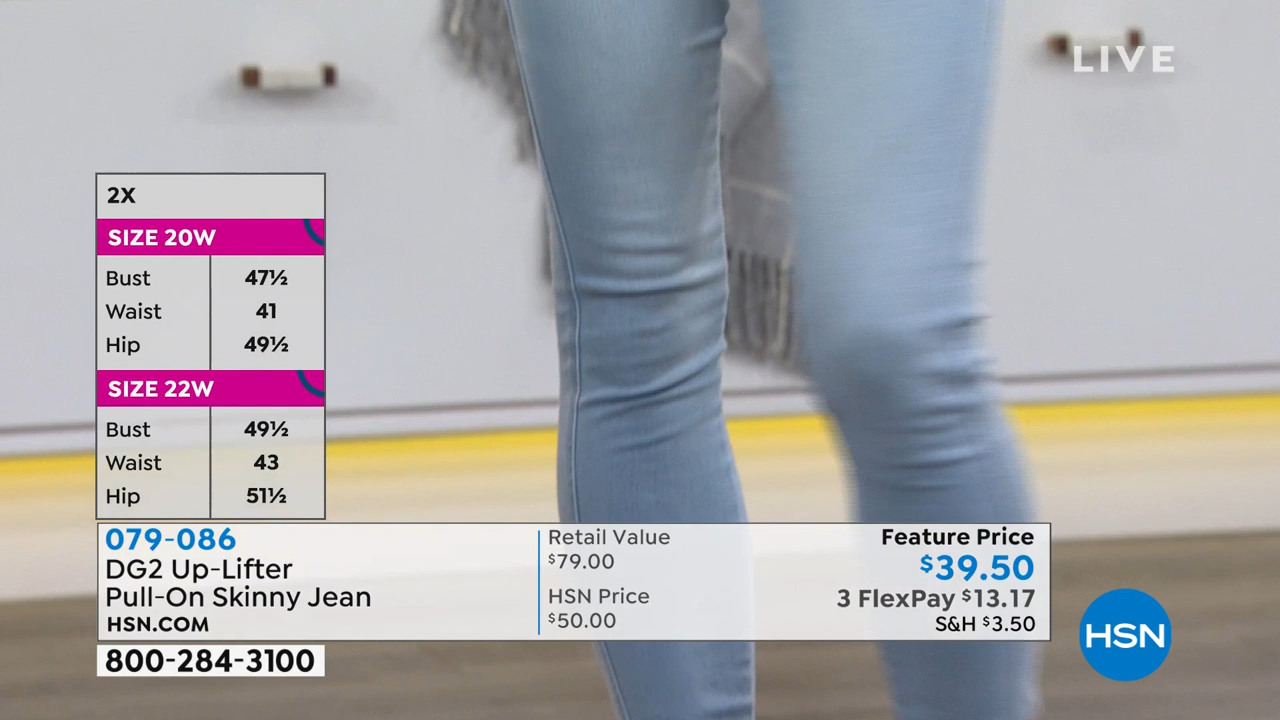 LIVE
2X
SIZE 20W
Bust 47½
Waist 41
Hip 49½
SIZE 22W
Bust 49½
Waist 43
Hip 51½
079-086
DG2 Up-Lifter
Pull-On Skinny Jean
HSN.COM
Retail Value
$79.00
HSN Price
$50.00
Feature Price
$39.50
3 FlexPay $13.17
S&H $3.50
800-284-3100
HSN